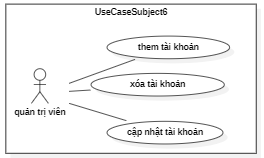 UseCaseSubject6
them tài khoản
xóa tài khoản
quản trị viên
cập nhật tài khoản